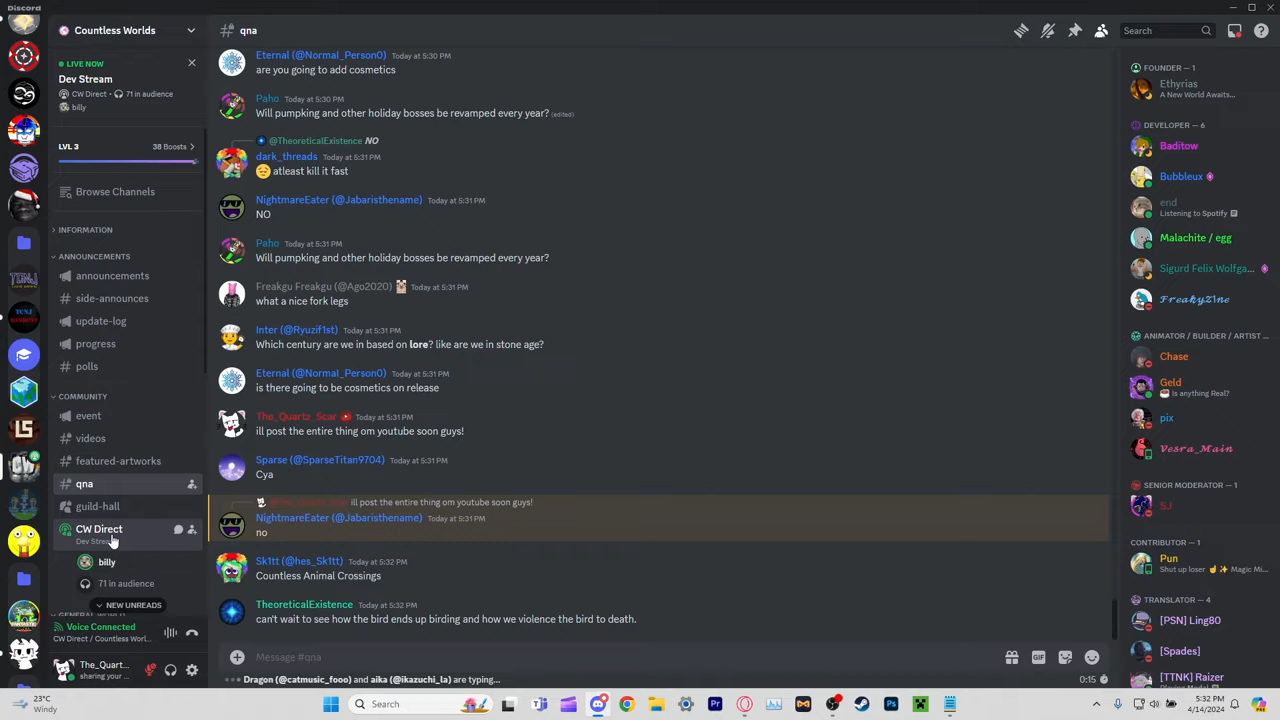 Discord
Countless Worlds
LIVE NOW
Dev Stream
CW Direct • 71 in audience
billy
LVL 3
38 Boosts >
Browse Channels
INFORMATION
ANNOUNCEMENTS
announcements
side-announces
update-log
progress
polls
COMMUNITY
event
videos
featured-artworks
qna
guild-hall
CW Direct
billy
71 in audience
NEW UNREADS
Voice Connected
CW Direct / Countless Worl...
The_Quart...
sharing your ...
qna
Search
Eternal (@Normal_Person0) Today at 5:30 PM
are you going to add cosmetics
Paho Today at 5:30 PM
Will pumpking and other holiday bosses be revamped every year? (edited)
@TheoreticalExistence NO
dark_threads Today at 5:31 PM
atleast kill it fast
NightmareEater (@Jabaristhename) Today at 5:31 PM
NO
Paho Today at 5:31 PM
Will pumpking and other holiday bosses be revamped every year?
Freakgu Freakgu (@Ago2020) Today at 5:31 PM
what a nice fork legs
Inter (@Ryuzif1st) Today at 5:31 PM
Which century are we in based on lore? like are we in stone age?
Eternal (@Normal_Person0) Today at 5:31 PM
is there going to be cosmetics on release
The_Quartz_Scar Today at 5:31 PM
ill post the entire thing om youtube soon guys!
Sparse (@SparseTitan9704) Today at 5:31 PM
Cya
ill post the entire thing om youtube soon guys!
NightmareEater (@Jabaristhename) Today at 5:31 PM
no
Sk1tt (@hes_Sk1tt) Today at 5:32 PM
Countless Animal Crossings
TheoreticalExistence Today at 5:32 PM
can't wait to see how the bird ends up birding and how we violence the bird to death.
Message #qna
GIF
Dragon (@catmusic_fooo) and aika (@ikazuchi_la) are typing...
0:15
FOUNDER — 1
Ethyrias
A New World Awaits...
DEVELOPER — 6
Baditow
Bubbleux
end
Listening to Spotify
Malachite / egg
Sigurd Felix Wolfga...
FreakyZ1ne
ANIMATOR / BUILDER / ARTIST ...
Chase
Geld
Is anything Real?
pix
Vesra_Main
SENIOR MODERATOR — 1
SJ
CONTRIBUTOR — 1
Pun
Shut up loser Magic Mi...
TRANSLATOR — 4
[PSN] Ling80
[Spades]
[TTNK] Raizer
23°C
Windy
Search
5:32 PM
4/14/2024